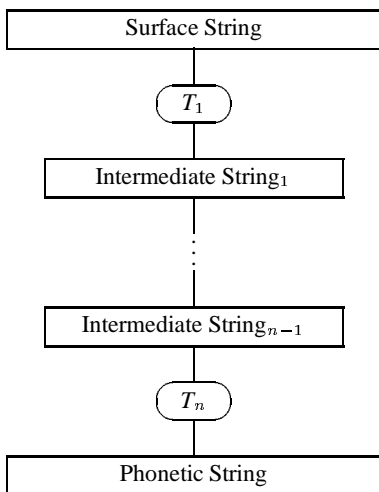 Surface String
T₁
Intermediate String₁
⋮
Intermediate Stringₙ₋₁
Tₙ
Phonetic String